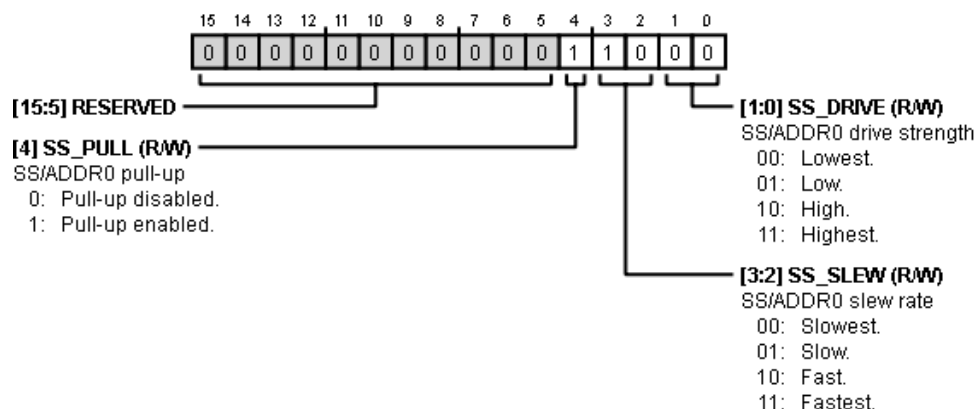 15 14 13 12 11 10 9 8 7 6 5 4 3 2 1 0
0 0 0 0 0 0 0 0 0 0 0 1 1 0 0 0
[15:5] RESERVED
[4] SS_PULL (R/W)
SS/ADDR0 pull-up
0: Pull-up disabled.
1: Pull-up enabled.
[1:0] SS_DRIVE (R/W)
SS/ADDR0 drive strength
00: Lowest.
01: Low.
10: High.
11: Highest.
[3:2] SS_SLEW (R/W)
SS/ADDR0 slew rate
00: Slowest.
01: Slow.
10: Fast.
11: Fastest.